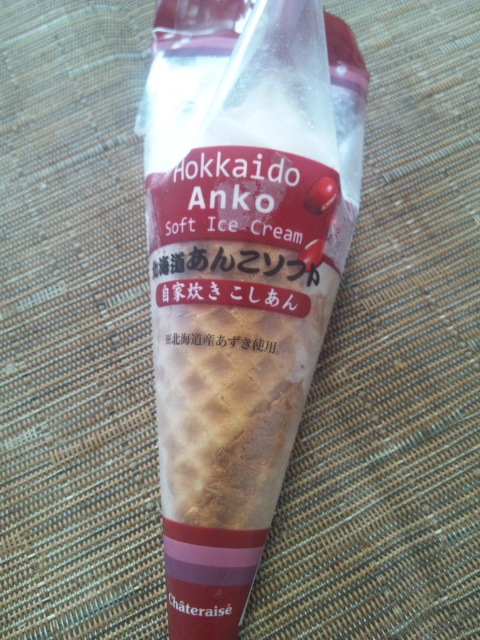 Hokkaido
Anko
Soft Ice Cream
北海道あんこソフト
自家炊き こしあん
※北海道産あずき使用。
Châteraisé